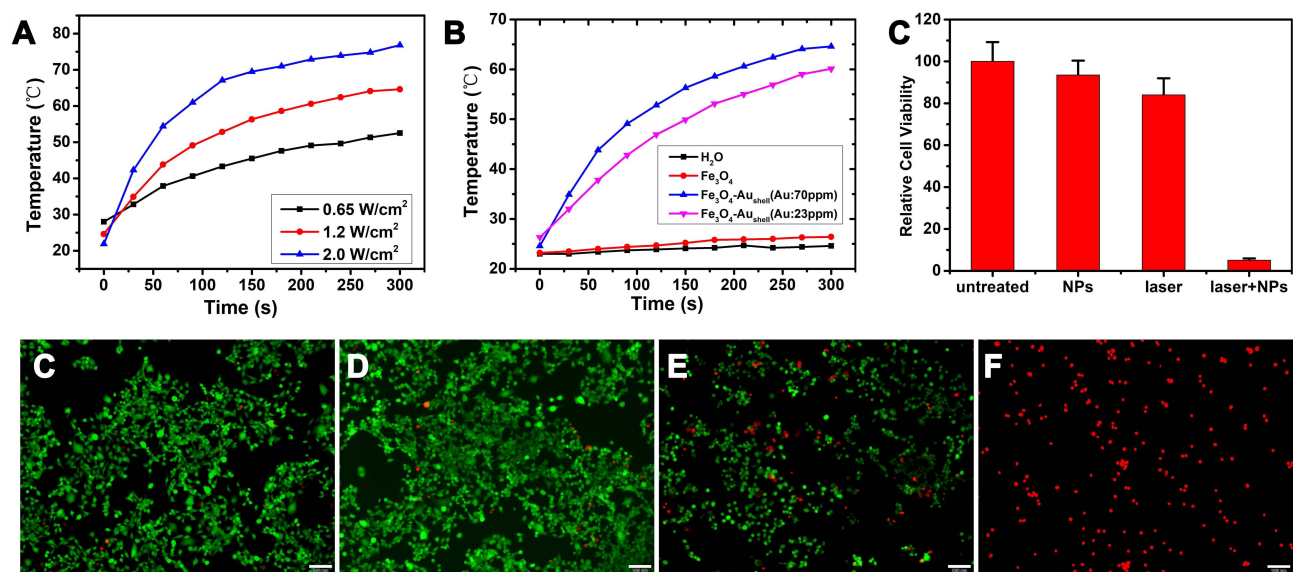 A
Temperature (℃)
80
70
60
50
40
30
20
0 50 100 150 200 250 300
Time (s)
0.65 W/cm²
1.2 W/cm²
2.0 W/cm²
B
Temperature (℃)
70
60
50
40
30
20
0 50 100 150 200 250 300
Time (s)
H₂O
Fe₃O₄
Fe₃O₄-Au_shell(Au:70ppm)
Fe₃O₄-Au_shell(Au:23ppm)
C
Relative Cell Viability
120
100
80
60
40
20
0
untreated NPs laser laser+NPs
C
D
E
F